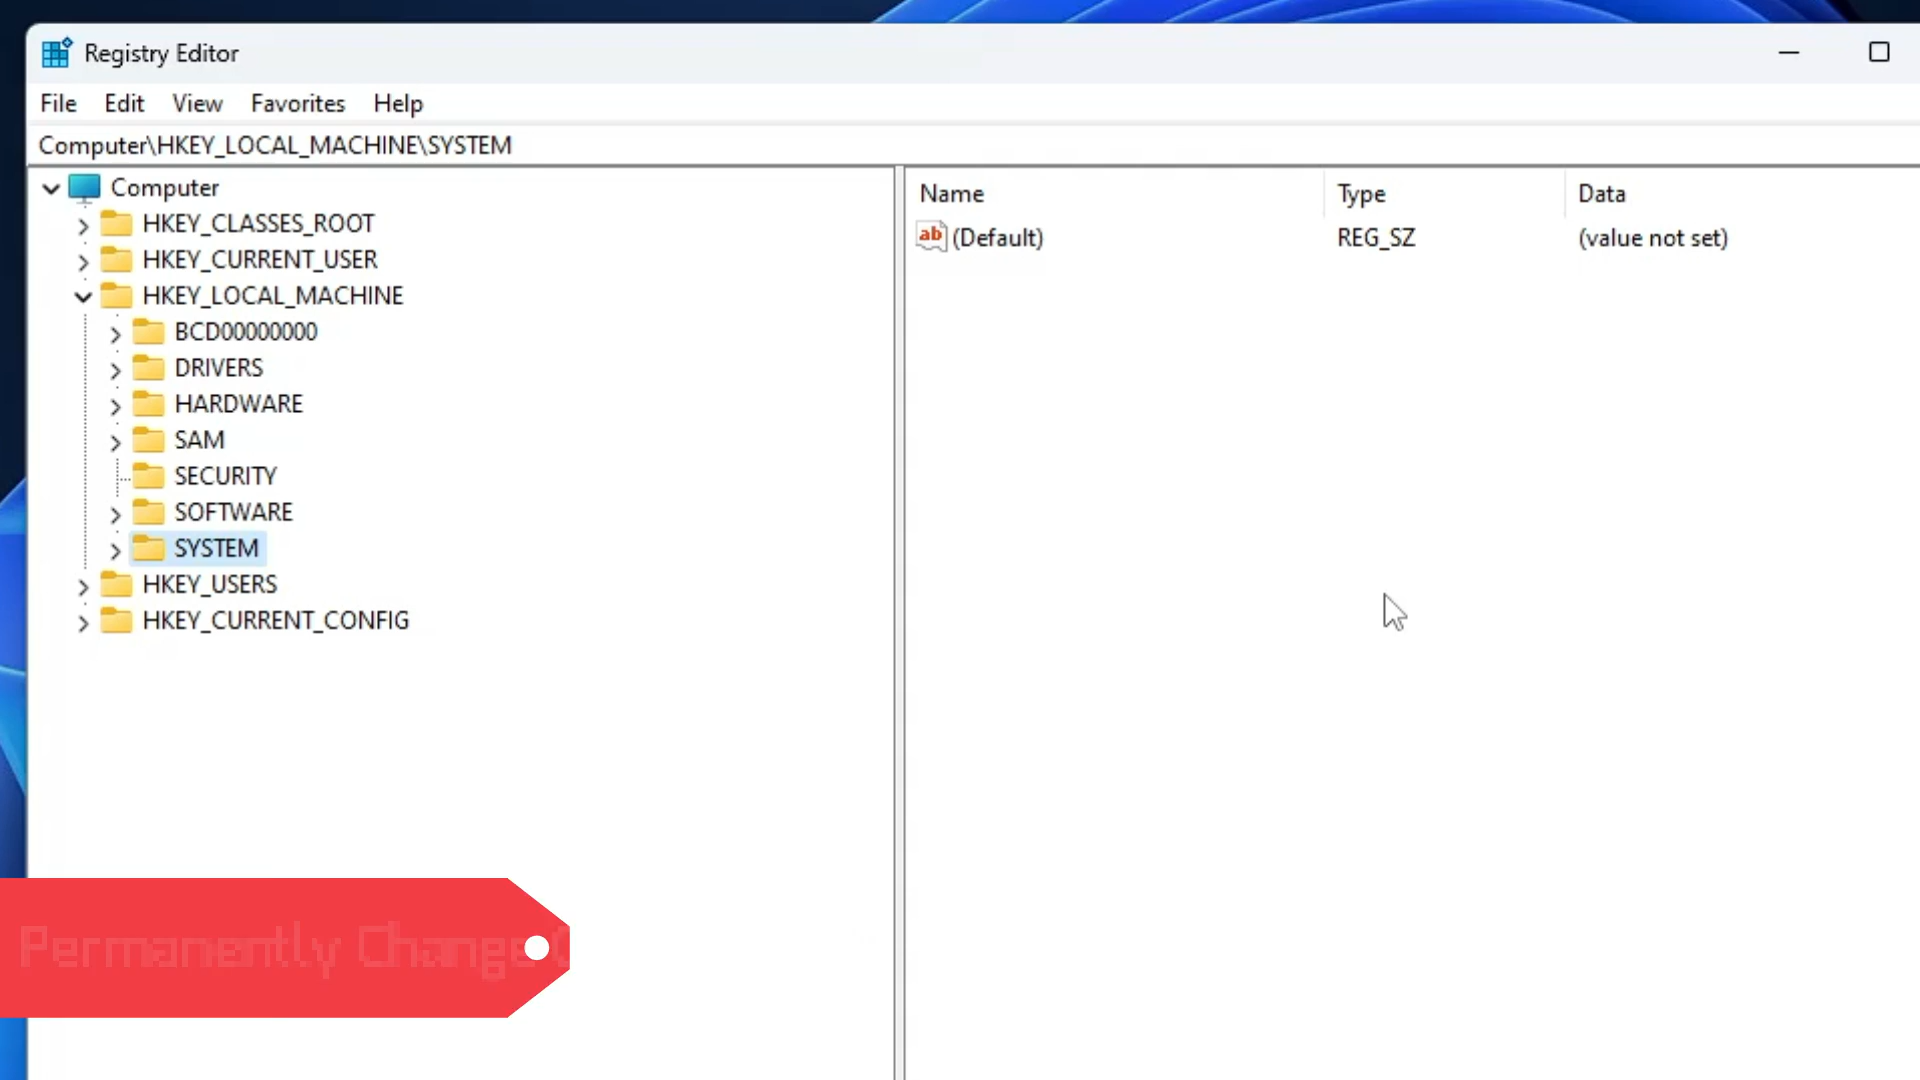 Registry Editor
File Edit View Favorites Help
Computer\HKEY_LOCAL_MACHINE\SYSTEM
Computer
HKEY_CLASSES_ROOT
HKEY_CURRENT_USER
HKEY_LOCAL_MACHINE
BCD00000000
DRIVERS
HARDWARE
SAM
SECURITY
SOFTWARE
SYSTEM
HKEY_USERS
HKEY_CURRENT_CONFIG
Name Type Data
ab (Default) REG_SZ (value not set)
Permanently Change